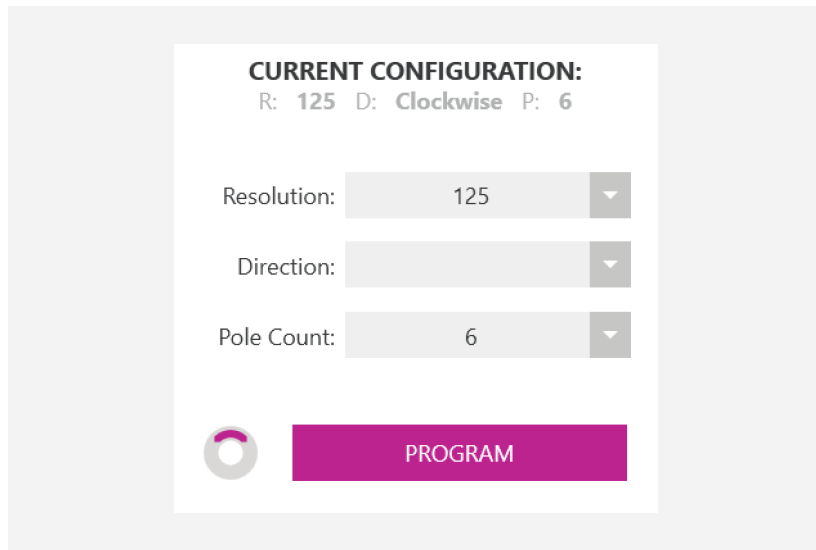 CURRENT CONFIGURATION:
R: 125 D: Clockwise P: 6
Resolution: 125
Direction:
Pole Count: 6
PROGRAM